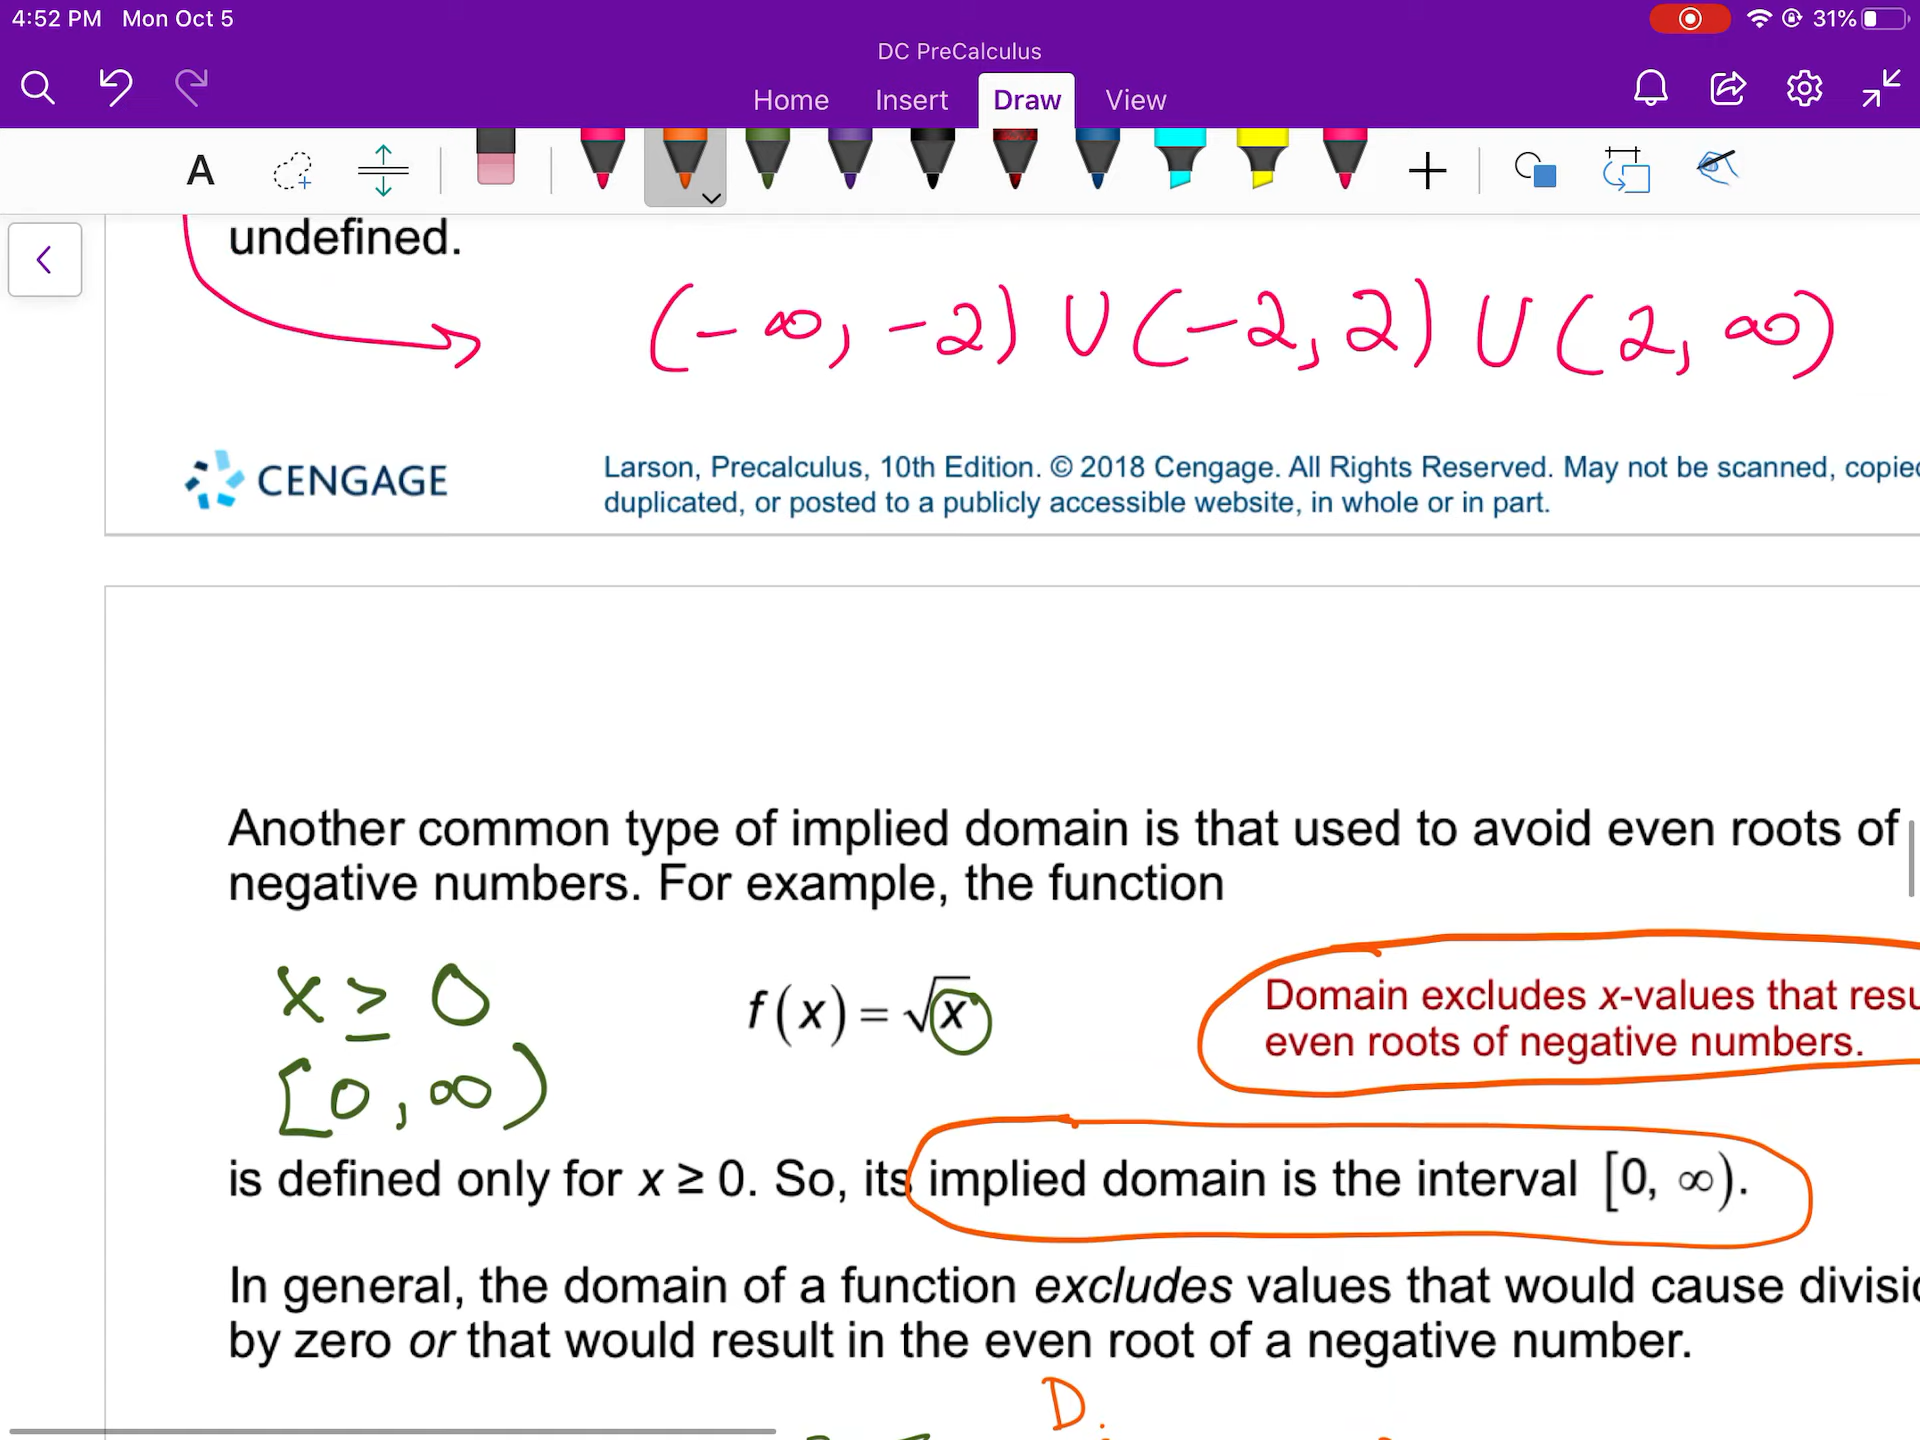 4:52 PM Mon Oct 5 31%
DC PreCalculus
Home Insert Draw View
A
undefined.
(-∞, -2) ∪ (-2, 2) ∪ (2, ∞)
CENGAGE
Larson, Precalculus, 10th Edition. © 2018 Cengage. All Rights Reserved. May not be scanned, copied
duplicated, or posted to a publicly accessible website, in whole or in part.
Another common type of implied domain is that used to avoid even roots of
negative numbers. For example, the function
x ≥ 0
[0, ∞)
f(x) = √x
Domain excludes x-values that resu
even roots of negative numbers.
is defined only for x ≥ 0. So, its implied domain is the interval [0, ∞).
In general, the domain of a function excludes values that would cause divisio
by zero or that would result in the even root of a negative number.
D